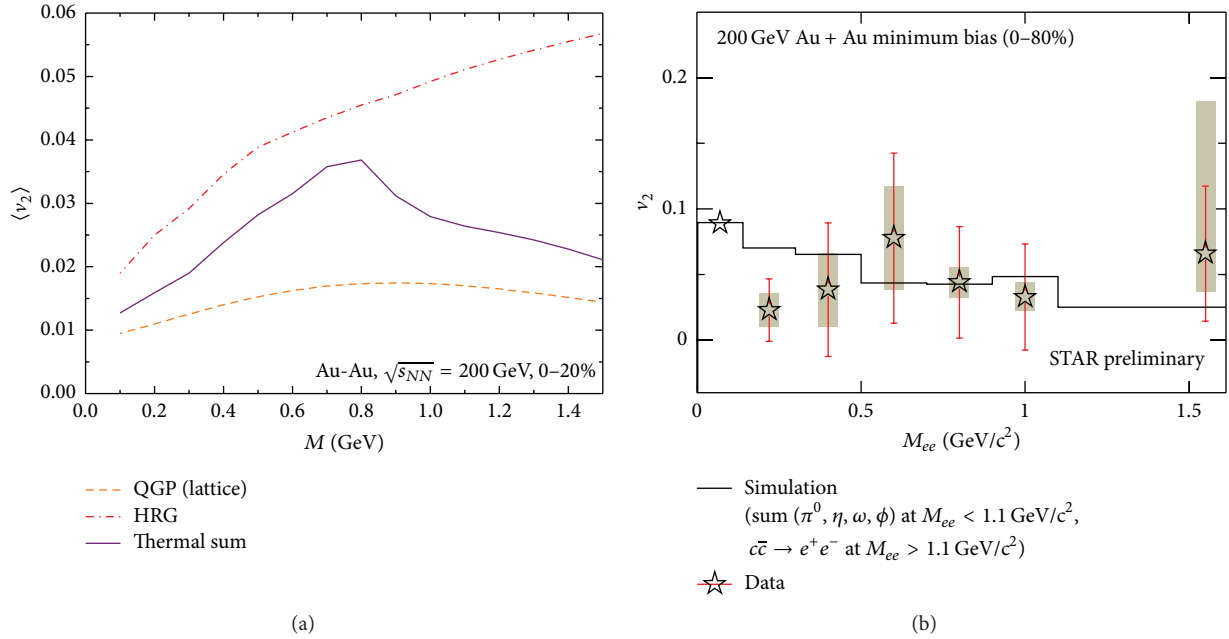 0.06
0.05
0.04
0.03
0.02
0.01
0.00
⟨v₂⟩
Au-Au, √s_NN = 200 GeV, 0–20%
0.0 0.2 0.4 0.6 0.8 1.0 1.2 1.4
M (GeV)
QGP (lattice)
HRG
Thermal sum
(a)
200 GeV Au + Au minimum bias (0–80%)
0.2
0.1
0
v₂
STAR preliminary
0 0.5 1 1.5
M_ee (GeV/c²)
Simulation
(sum (π⁰, η, ω, ϕ) at M_ee < 1.1 GeV/c²,
cc̅ → e⁺e⁻ at M_ee > 1.1 GeV/c²)
Data
(b)